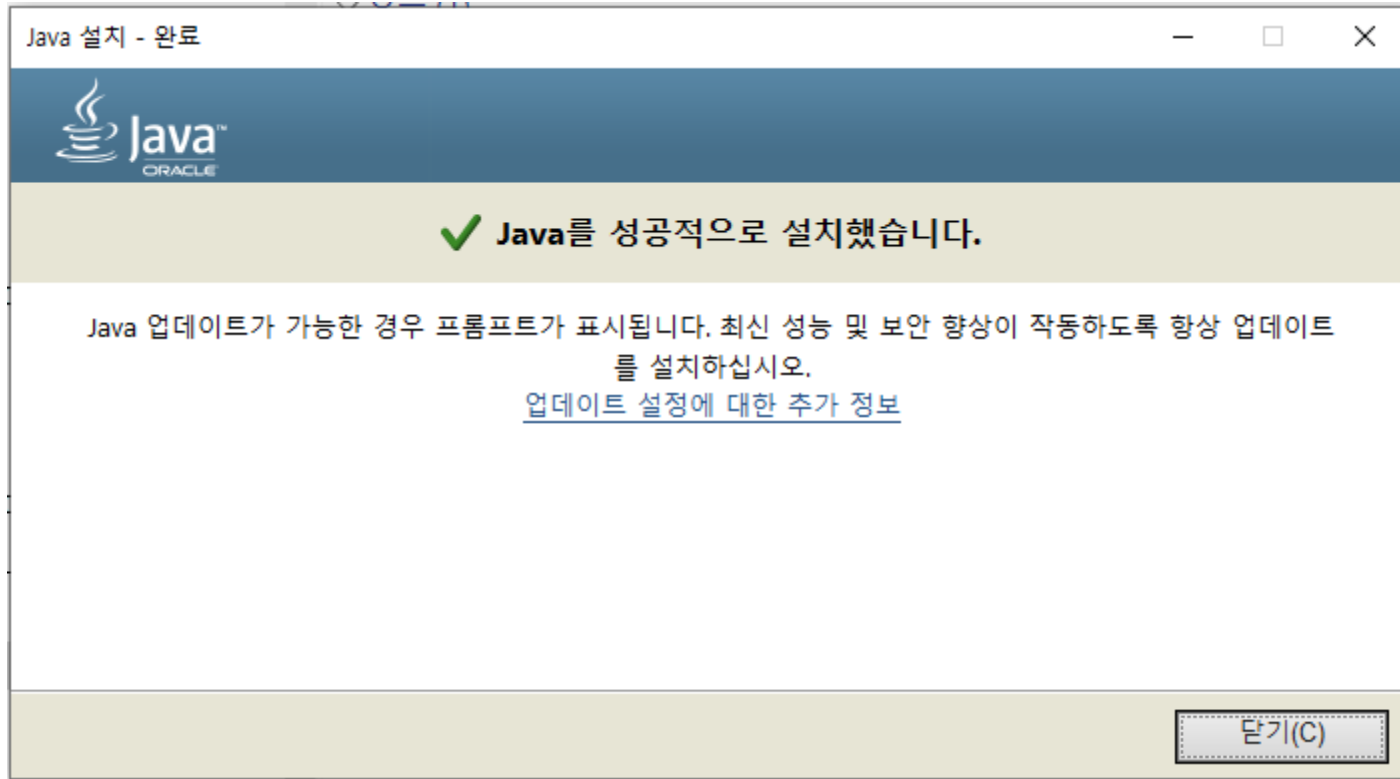 Java 설치 - 완료
Java™
ORACLE
Java를 성공적으로 설치했습니다.
Java 업데이트가 가능한 경우 프롬프트가 표시됩니다. 최신 성능 및 보안 향상이 작동하도록 항상 업데이트
를 설치하십시오.
업데이트 설정에 대한 추가 정보
닫기(C)